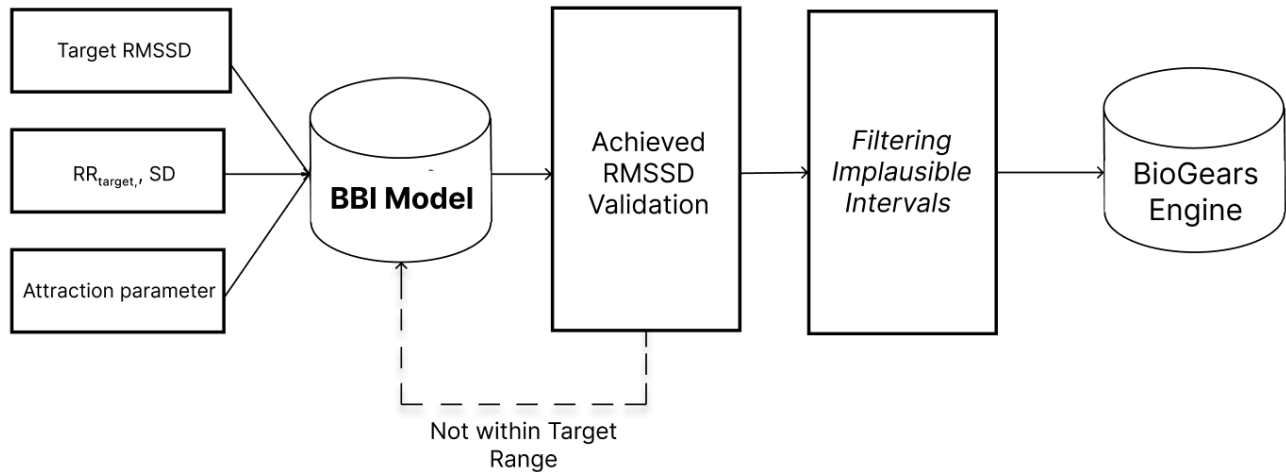 Target RMSSD
RRtarget,, SD
Attraction parameter
BBI Model
Achieved
RMSSD
Validation
Filtering
Implausible
Intervals
BioGears
Engine
Not within Target
Range